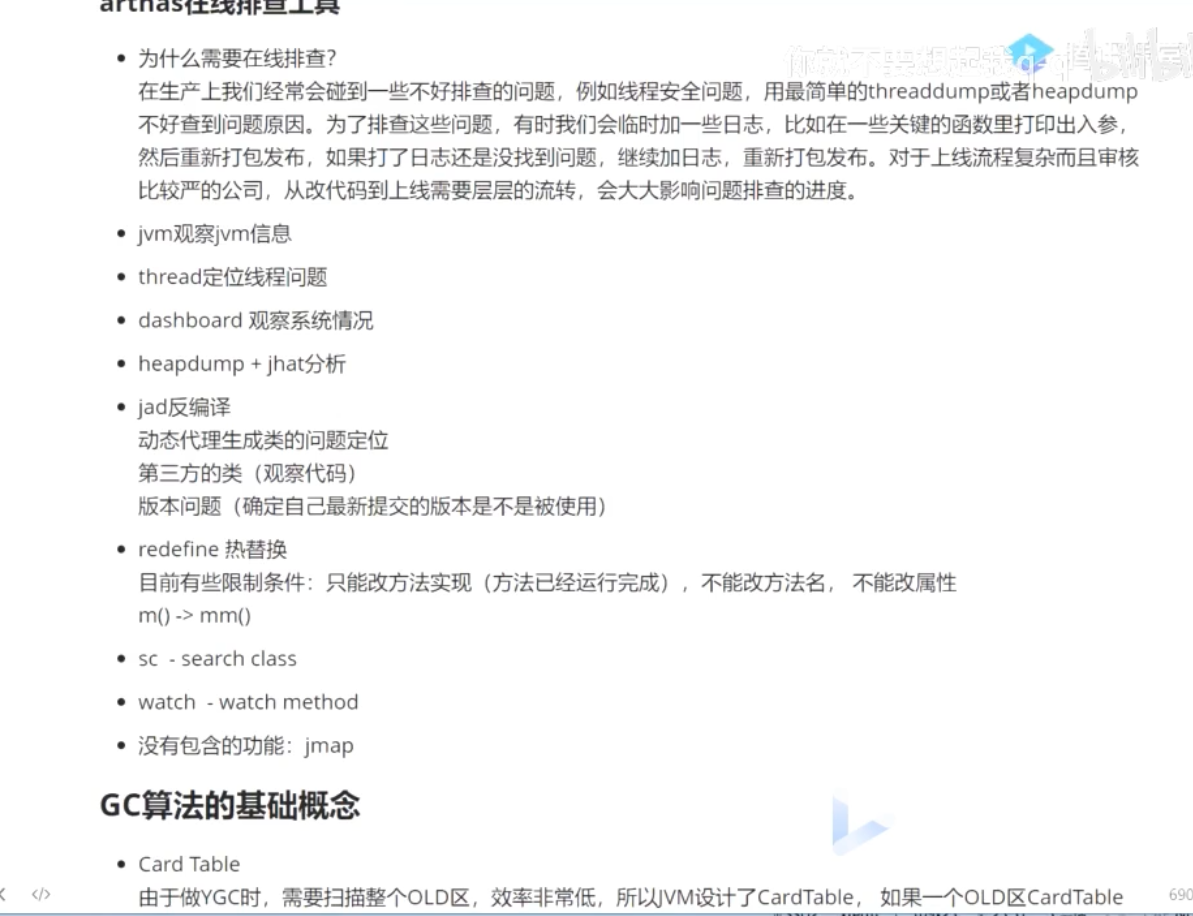 arthas在线排查工具
为什么需要在线排查？
在生产上我们经常会碰到一些不好排查的问题，例如线程安全问题，用最简单的threaddump或者heapdump
不好查到问题原因。为了排查这些问题，有时我们会临时加一些日志，比如在一些关键的函数里打印出入参，
然后重新打包发布，如果打了日志还是没找到问题，继续加日志，重新打包发布。对于上线流程复杂而且审核
比较严的公司，从改代码到上线需要层层的流转，会大大影响问题排查的进度。
jvm观察jvm信息
thread定位线程问题
dashboard 观察系统情况
heapdump + jhat分析
jad反编译
动态代理生成类的问题定位
第三方的类（观察代码）
版本问题（确定自己最新提交的版本是不是被使用）
redefine 热替换
目前有些限制条件：只能改方法实现（方法已经运行完成），不能改方法名， 不能改属性
m() -> mm()
sc  - search class
watch  - watch method
没有包含的功能：jmap
GC算法的基础概念
Card Table
由于做YGC时，需要扫描整个OLD区，效率非常低，所以JVM设计了CardTable， 如果一个OLD区CardTable